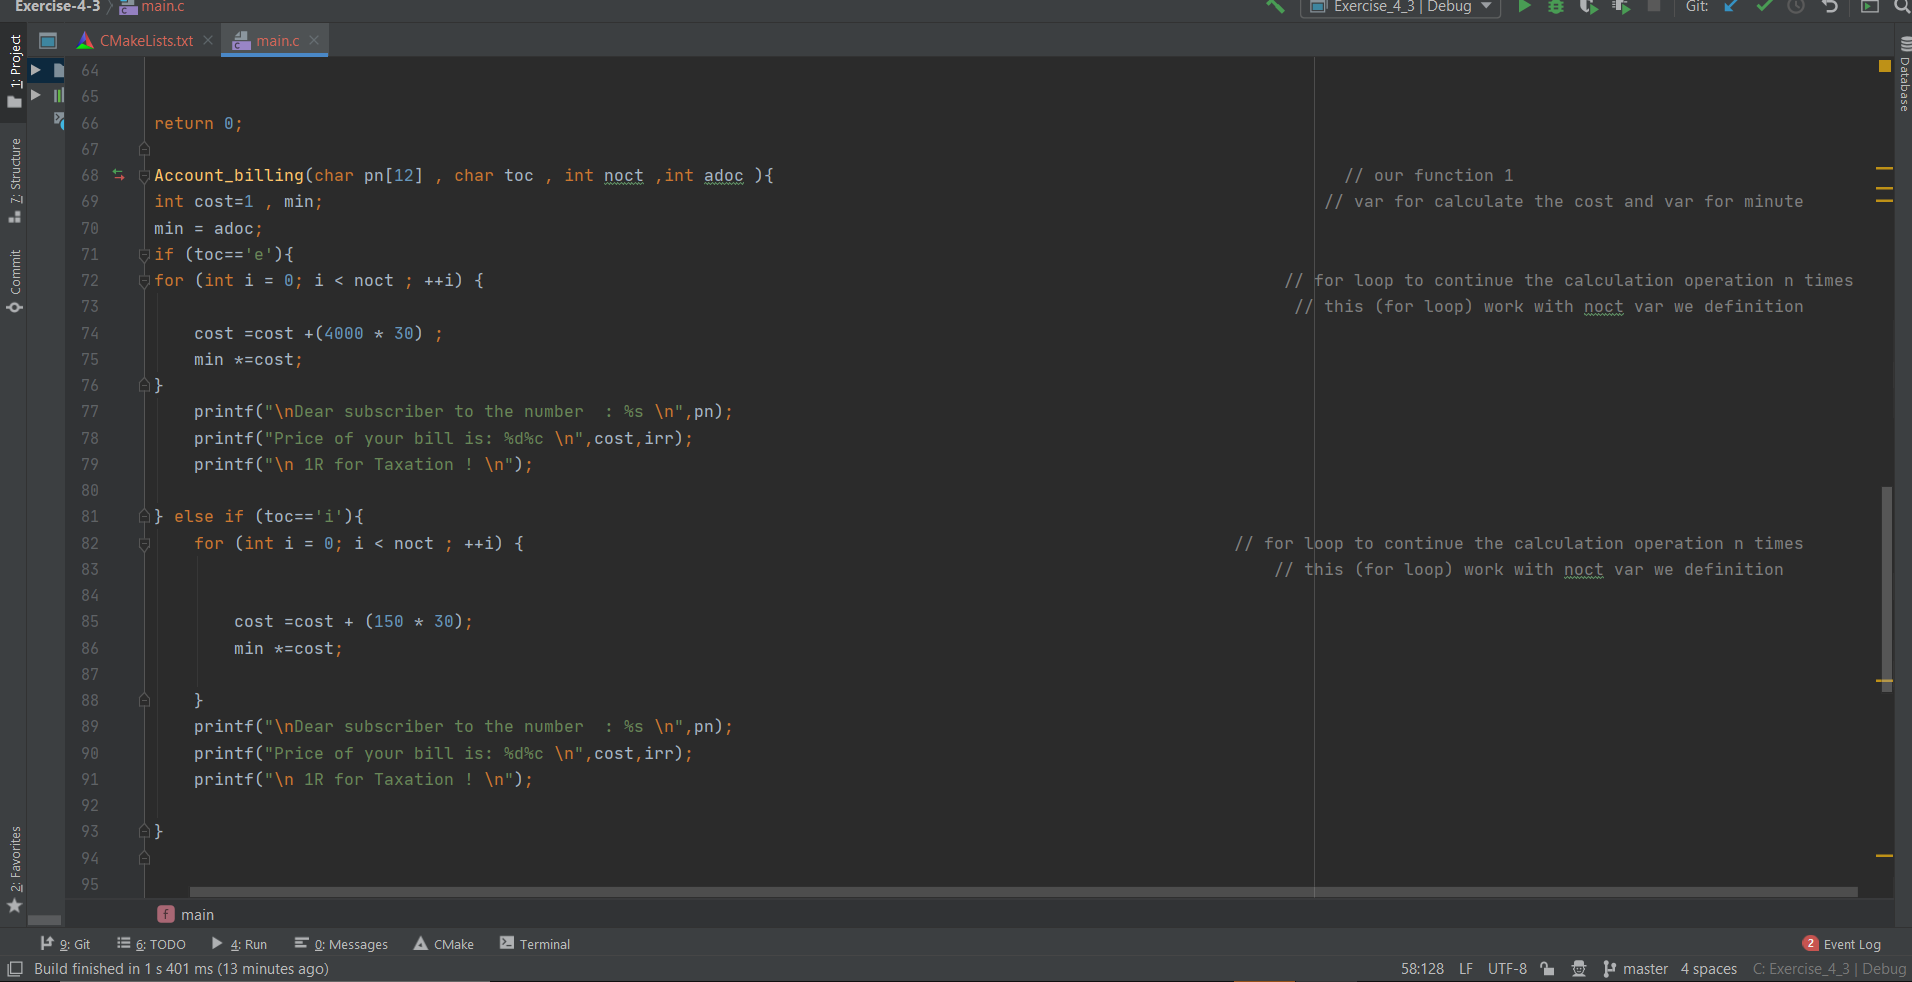 Exercise-4-3 main.c
Exercise_4_3 | Debug Git:
CMakeLists.txt main.c
1: Project
7: Structure
Commit
2: Favorites
Database
64
65
66 return 0;
67
68 Account_billing(char pn[12] , char toc , int noct ,int adoc ){ // our function 1
69 int cost=1 , min; // var for calculate the cost and var for minute
70 min = adoc;
71 if (toc=='e'){
72 for (int i = 0; i < noct ; ++i) { // for loop to continue the calculation operation n times
73 // this (for loop) work with noct var we definition
74 cost =cost +(4000 * 30) ;
75 min *=cost;
76 }
77 printf("\nDear subscriber to the number  : %s \n",pn);
78 printf("Price of your bill is: %d%c \n",cost,irr);
79 printf("\n 1R for Taxation ! \n");
80
81 } else if (toc=='i'){
82 for (int i = 0; i < noct ; ++i) { // for loop to continue the calculation operation n times
83 // this (for loop) work with noct var we definition
84
85 cost =cost + (150 * 30);
86 min *=cost;
87
88 }
89 printf("\nDear subscriber to the number  : %s \n",pn);
90 printf("Price of your bill is: %d%c \n",cost,irr);
91 printf("\n 1R for Taxation ! \n");
92
93 }
94
95
f main
9: Git 6: TODO 4: Run 0: Messages CMake Terminal 2 Event Log
Build finished in 1 s 401 ms (13 minutes ago) 58:128 LF UTF-8 master 4 spaces C: Exercise_4_3 | Debug